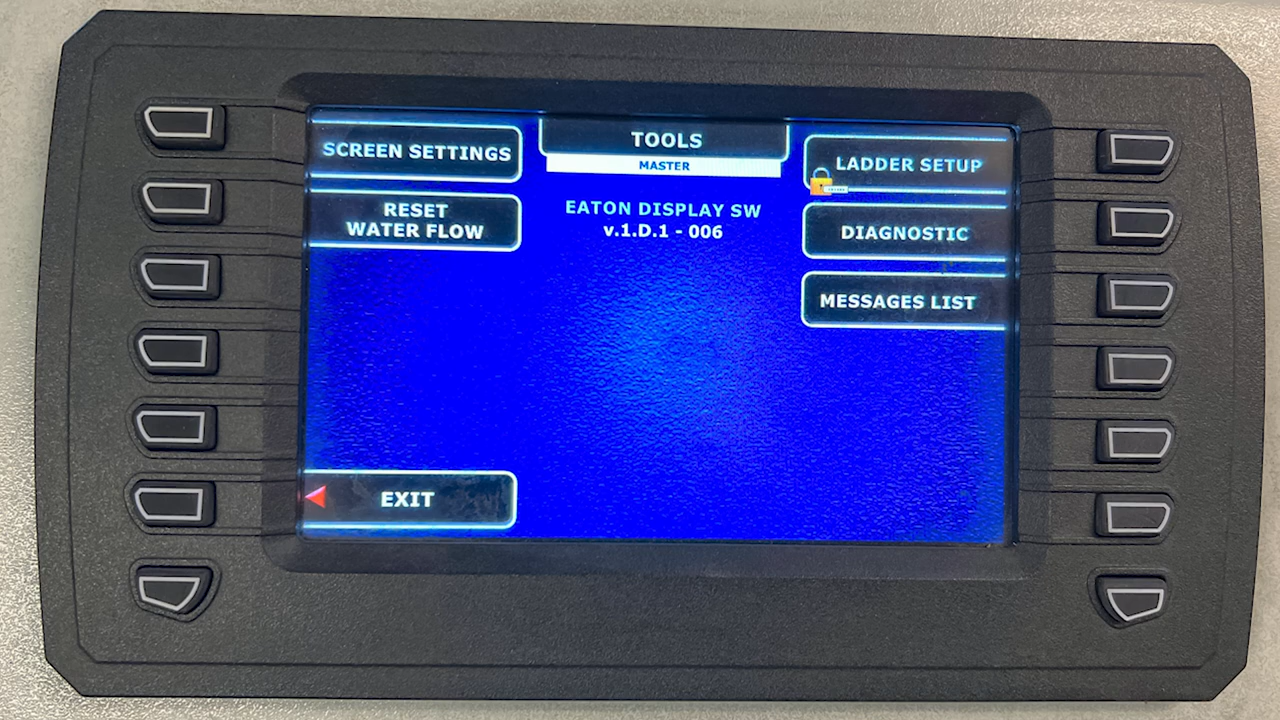 SCREEN SETTINGS
RESET
WATER FLOW
EXIT
TOOLS
MASTER
EATON DISPLAY SW
v.1.D.1 - 006
LADDER SETUP
DIAGNOSTIC
MESSAGES LIST